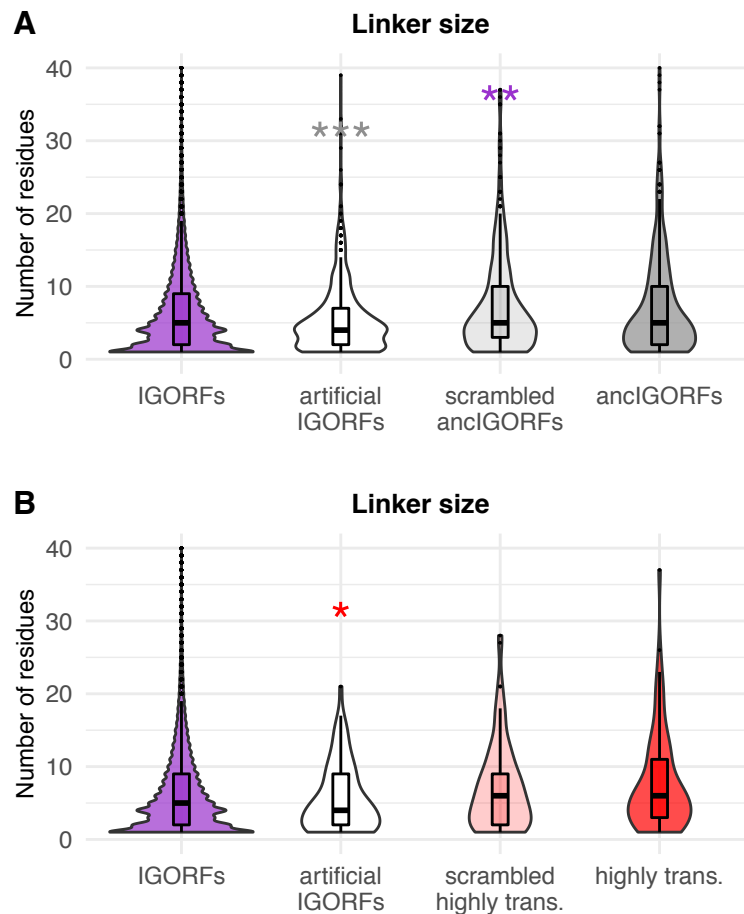 A
Linker size
Number of residues
40
30
20
10
0
***
**
IGORFs
artificial
IGORFs
scrambled
ancIGORFs
ancIGORFs
B
Linker size
Number of residues
40
30
20
10
0
*
IGORFs
artificial
IGORFs
scrambled
highly trans.
highly trans.